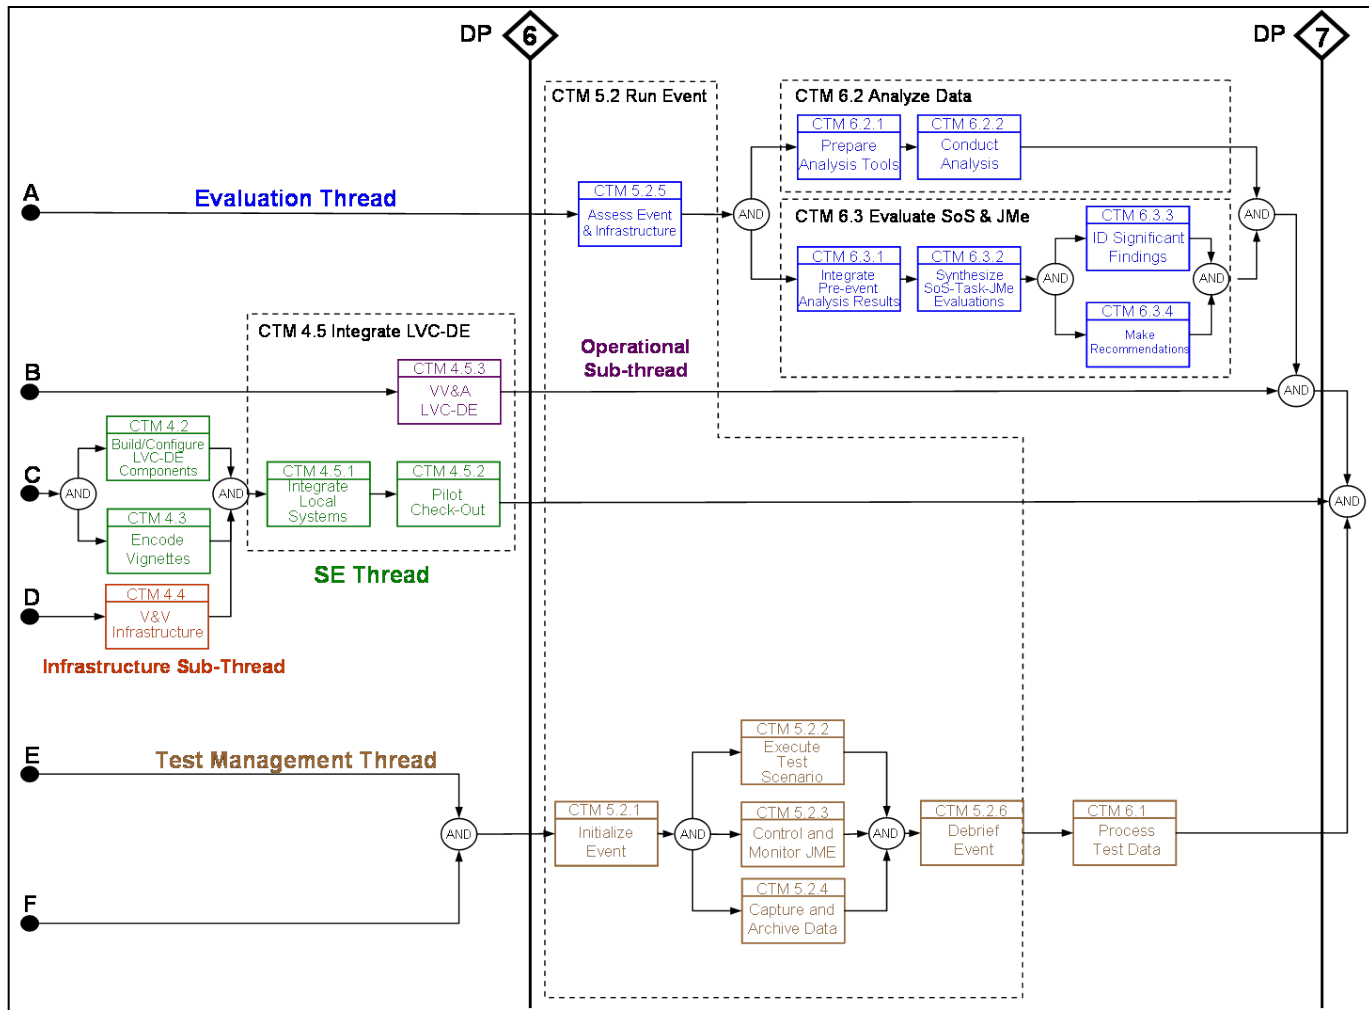 DP
6
DP
7
CTM 5.2 Run Event
CTM 6.2 Analyze Data
CTM 6.2.1
Prepare
Analysis Tools
CTM 6.2.2
Conduct
Analysis
A
Evaluation Thread
CTM 5.2.5
Assess Event
& Infrastructure
AND
AND
CTM 6.3 Evaluate SoS & JMe
CTM 6.3.1
Integrate
Pre-event
Analysis Results
CTM 6.3.2
Synthesize
SoS-Task-JMe
Evaluations
AND
CTM 6.3.3
ID Significant
Findings
AND
CTM 6.3.4
Make
Recommendations
CTM 4.5 Integrate LVC-DE
Operational
Sub-thread
B
CTM 4.5.3
VV&A
LVC-DE
AND
C
AND
CTM 4.2
Build/Configure
LVC-DE
Components
CTM 4.3
Encode
Vignettes
AND
CTM 4.5.1
Integrate
Local
Systems
CTM 4.5.2
Pilot
Check-Out
AND
SE Thread
D
CTM 4.4
V&V
Infrastructure
Infrastructure Sub-Thread
E
Test Management Thread
AND
F
CTM 5.2.1
Initialize
Event
AND
CTM 5.2.2
Execute
Test
Scenario
CTM 5.2.3
Control and
Monitor JME
CTM 5.2.4
Capture and
Archive Data
AND
CTM 5.2.6
Debrief
Event
CTM 6.1
Process
Test Data